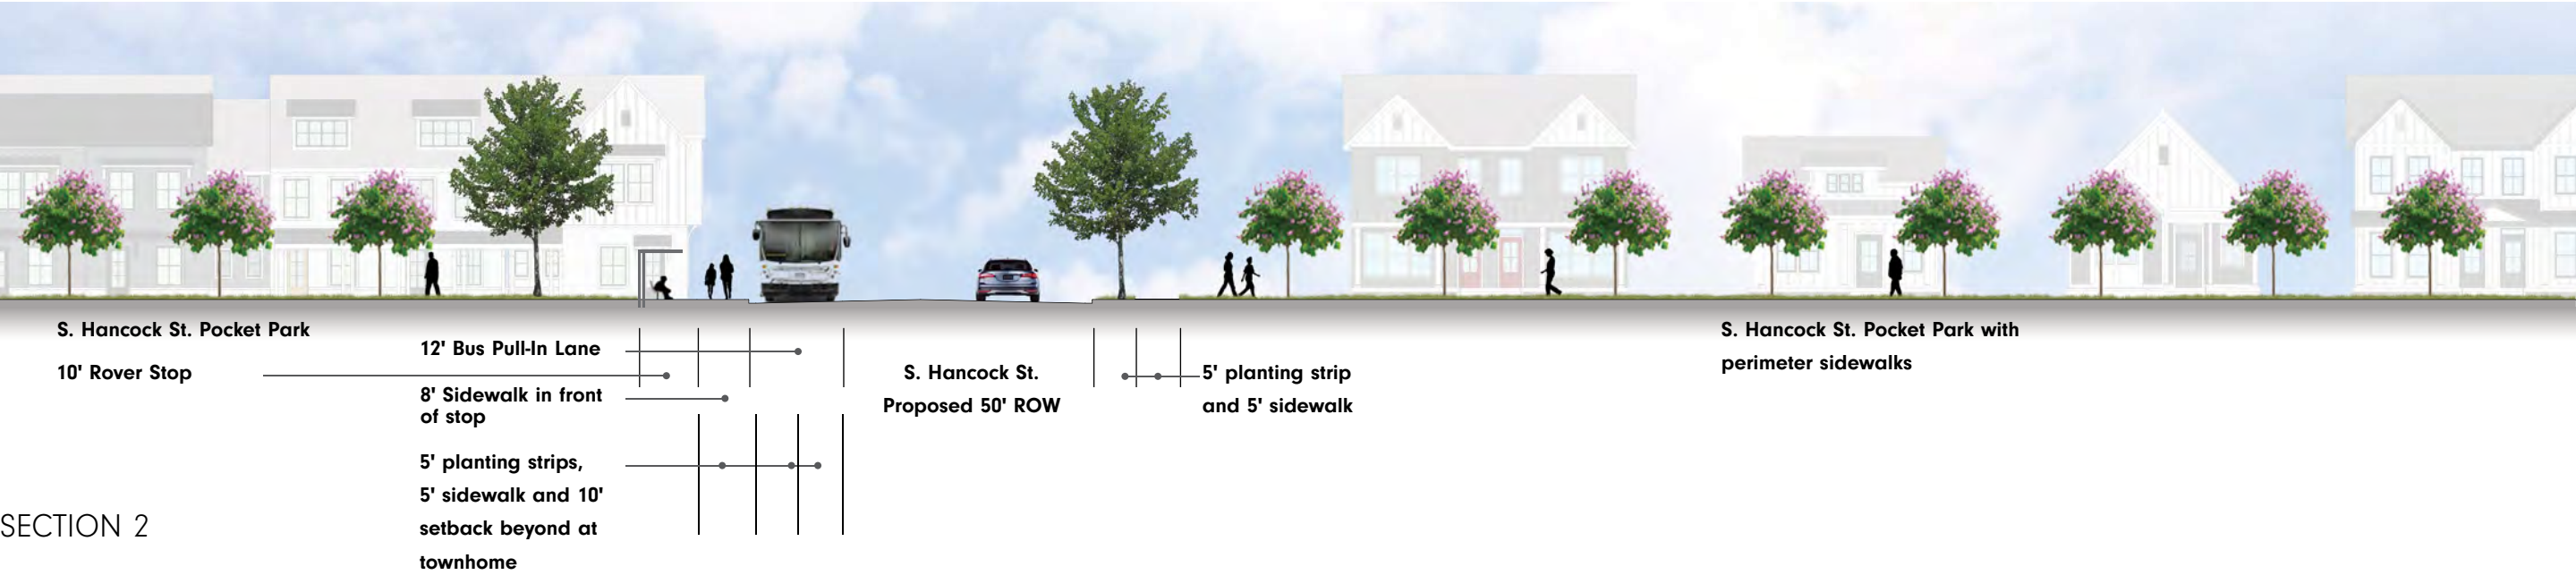 S. Hancock St. Pocket Park
10' Rover Stop
12' Bus Pull-In Lane
8' Sidewalk in front
of stop
5' planting strips,
5' sidewalk and 10'
setback beyond at
townhome
S. Hancock St.
Proposed 50' ROW
5' planting strip
and 5' sidewalk
S. Hancock St. Pocket Park with
perimeter sidewalks
SECTION 2